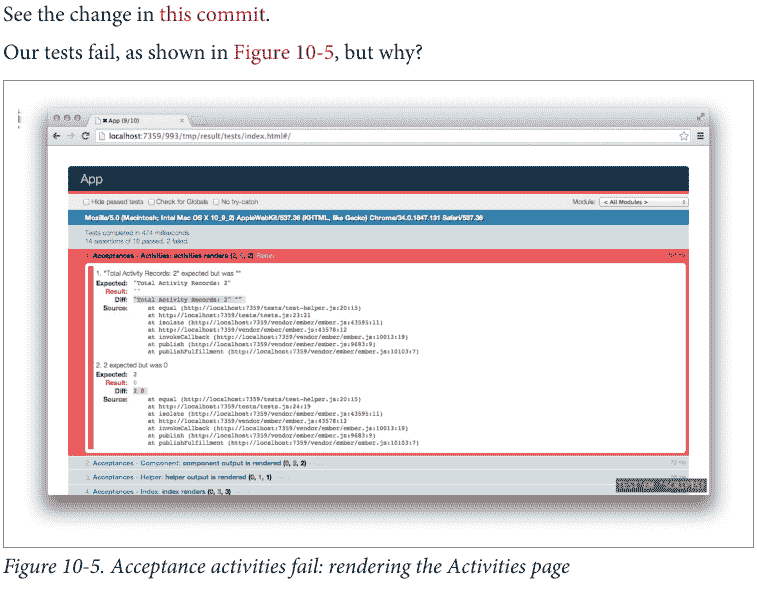 See the change in this commit.
Our tests fail, as shown in Figure 10-5, but why?
App (9/10)
localhost:7359/993/tmp/result/tests/index.html#/
App
Hide passed tests Check for Globals No try-catch Module: < All Modules >
Mozilla/5.0 (Macintosh; Intel Mac OS X 10_9_2) AppleWebKit/537.36 (KHTML, like Gecko) Chrome/34.0.1847.131 Safari/537.36
Tests completed in 474 milliseconds.
14 assertions of 16 passed, 2 failed.
Acceptances - Activities: activities renders (2, 1, 3) Rerun
1. "Total Activity Records: 2" expected but was ""
Expected: "Total Activity Records: 2"
Result: ""
Diff: "Total Activity Records: 2" ""
Source: at equal (http://localhost:7359/tests/test-helper.js:20:15)
at http://localhost:7359/tests/tests.js:23:21
at isolate (http://localhost:7359/vendor/ember/ember.js:43595:11)
at http://localhost:7359/vendor/ember/ember.js:43578:12
at invokeCallback (http://localhost:7359/vendor/ember/ember.js:10013:19)
at publish (http://localhost:7359/vendor/ember/ember.js:9683:9)
at publishFulfillment (http://localhost:7359/vendor/ember/ember.js:10103:7)
2. 2 expected but was 0
Expected: 2
Result: 0
Diff: 2 0
Source: at equal (http://localhost:7359/tests/test-helper.js:20:15)
at http://localhost:7359/tests/tests.js:24:19
at isolate (http://localhost:7359/vendor/ember/ember.js:43595:11)
at http://localhost:7359/vendor/ember/ember.js:43578:12
at invokeCallback (http://localhost:7359/vendor/ember/ember.js:10013:19)
at publish (http://localhost:7359/vendor/ember/ember.js:9683:9)
at publishFulfillment (http://localhost:7359/vendor/ember/ember.js:10103:7)
2. Acceptances - Component: component output is rendered (0, 2, 2)
3. Acceptances - Helper: helper output is rendered (0, 1, 1)
4. Acceptances - Index: index renders (0, 3, 3)
Figure 10-5. Acceptance activities fail: rendering the Activities page